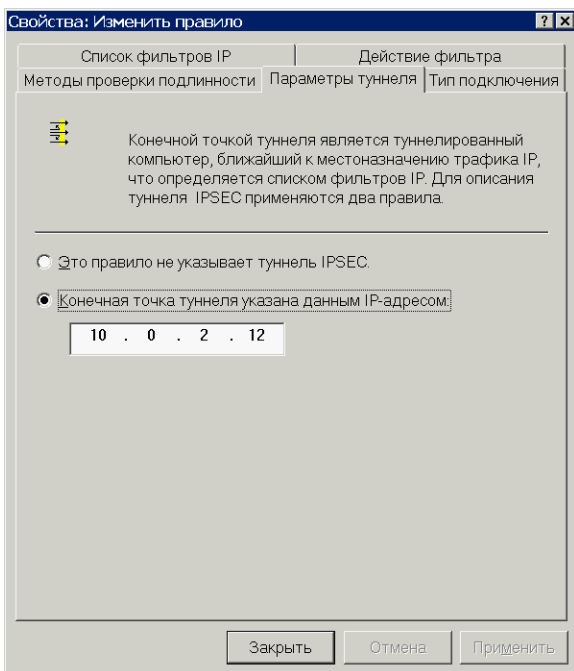 Свойства: Изменить правило
Список фильтров IP Действие фильтра
Методы проверки подлинности Параметры туннеля Тип подключения
Конечной точкой туннеля является туннелированный
компьютер, ближайший к местоназначению трафика IP,
что определяется списком фильтров IP. Для описания
туннеля IPSEC применяются два правила.
Это правило не указывает туннель IPSEC.
Конечная точка туннеля указана данным IP-адресом:
10 . 0 . 2 . 12
Закрыть Отмена Применить